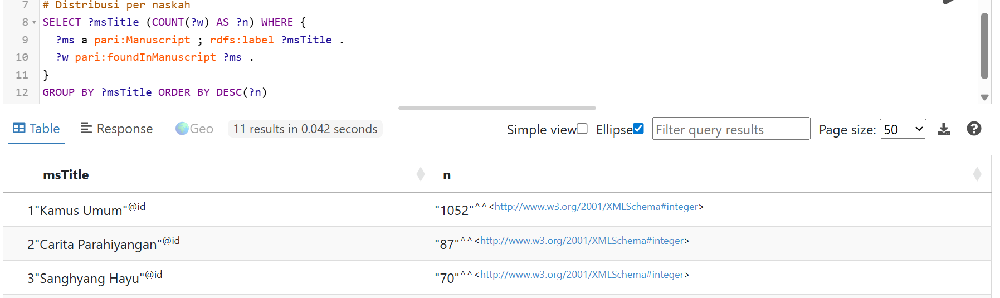 7 # Distribusi per naskah
8 SELECT ?msTitle (COUNT(?w) AS ?n) WHERE {
9 ?ms a pari:Manuscript ; rdfs:label ?msTitle .
10 ?w pari:foundInManuscript ?ms .
11 }
12 GROUP BY ?msTitle ORDER BY DESC(?n)
Table Response Geo 11 results in 0.042 seconds Simple view Ellipse Filter query results Page size: 50
msTitle n
1 "Kamus Umum"@id "1052"^^<http://www.w3.org/2001/XMLSchema#integer>
2 "Carita Parahiyangan"@id "87"^^<http://www.w3.org/2001/XMLSchema#integer>
3 "Sanghyang Hayu"@id "70"^^<http://www.w3.org/2001/XMLSchema#integer>